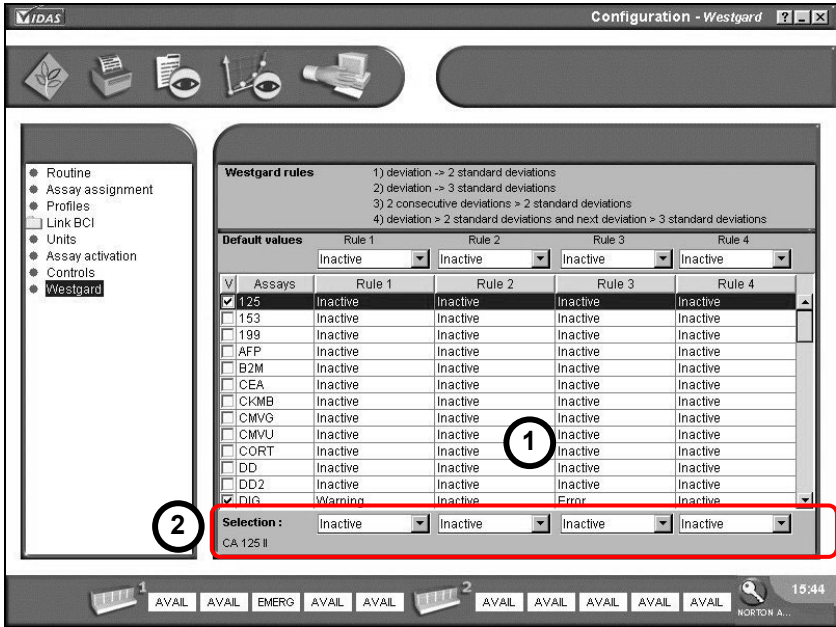 VIDAS Configuration - Westgard
Routine
Assay assignment
Profiles
Link BCI
Units
Assay activation
Controls
Westgard
Westgard rules 1) deviation -> 2 standard deviations
2) deviation -> 3 standard deviations
3) 2 consecutive deviations > 2 standard deviations
4) deviation > 2 standard deviations and next deviation > 3 standard deviations
Default values Rule 1 Rule 2 Rule 3 Rule 4
Inactive Inactive Inactive Inactive
V Assays Rule 1 Rule 2 Rule 3 Rule 4
125 Inactive Inactive Inactive Inactive
153 Inactive Inactive Inactive Inactive
199 Inactive Inactive Inactive Inactive
AFP Inactive Inactive Inactive Inactive
B2M Inactive Inactive Inactive Inactive
CEA Inactive Inactive Inactive Inactive
CKMB Inactive Inactive Inactive Inactive
CMVG Inactive Inactive Inactive Inactive
CMVU Inactive Inactive Inactive Inactive
CORT Inactive Inactive Inactive Inactive
1
DD Inactive Inactive Inactive Inactive
DD2 Inactive Inactive Inactive Inactive
DIG Warning Inactive Error Inactive
2
Selection : Inactive Inactive Inactive Inactive
CA 125 II
1 AVAIL AVAIL EMERG AVAIL AVAIL 2 AVAIL AVAIL AVAIL AVAIL AVAIL 15:44
NORTON A...